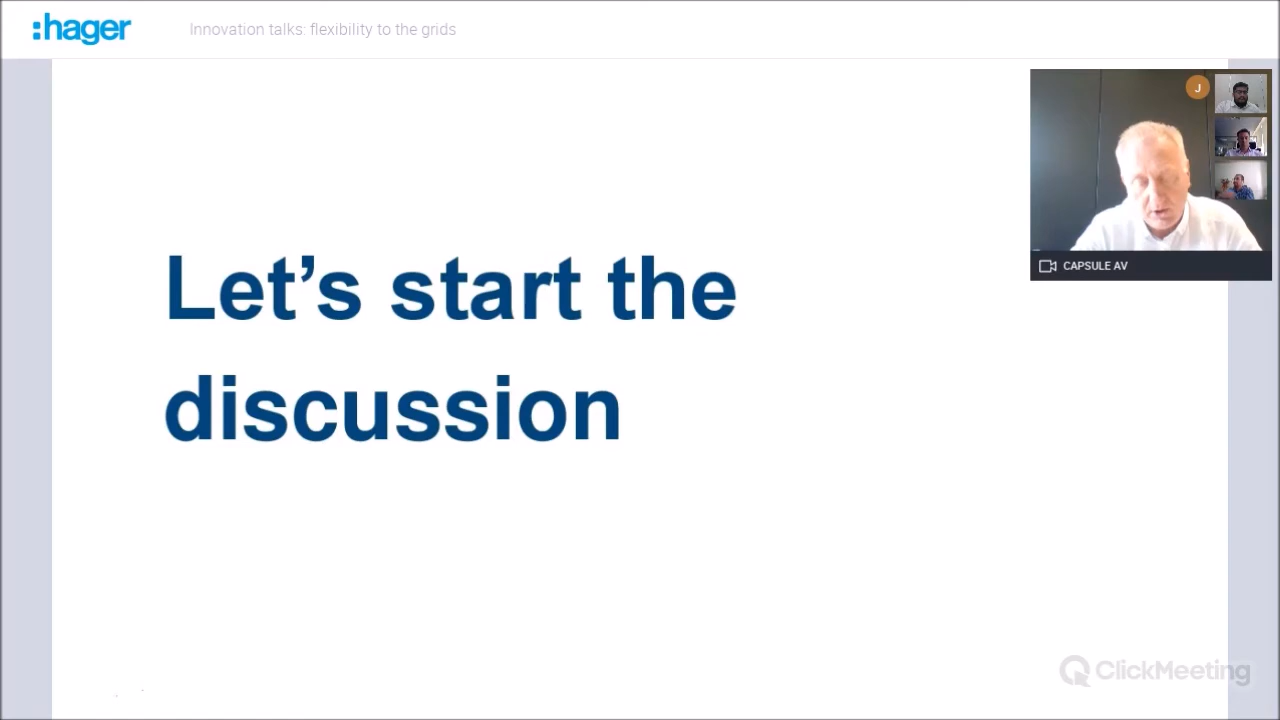 :hager
Innovation talks: flexibility to the grids
J
CAPSULE AV
Let’s start the
discussion
ClickMeeting